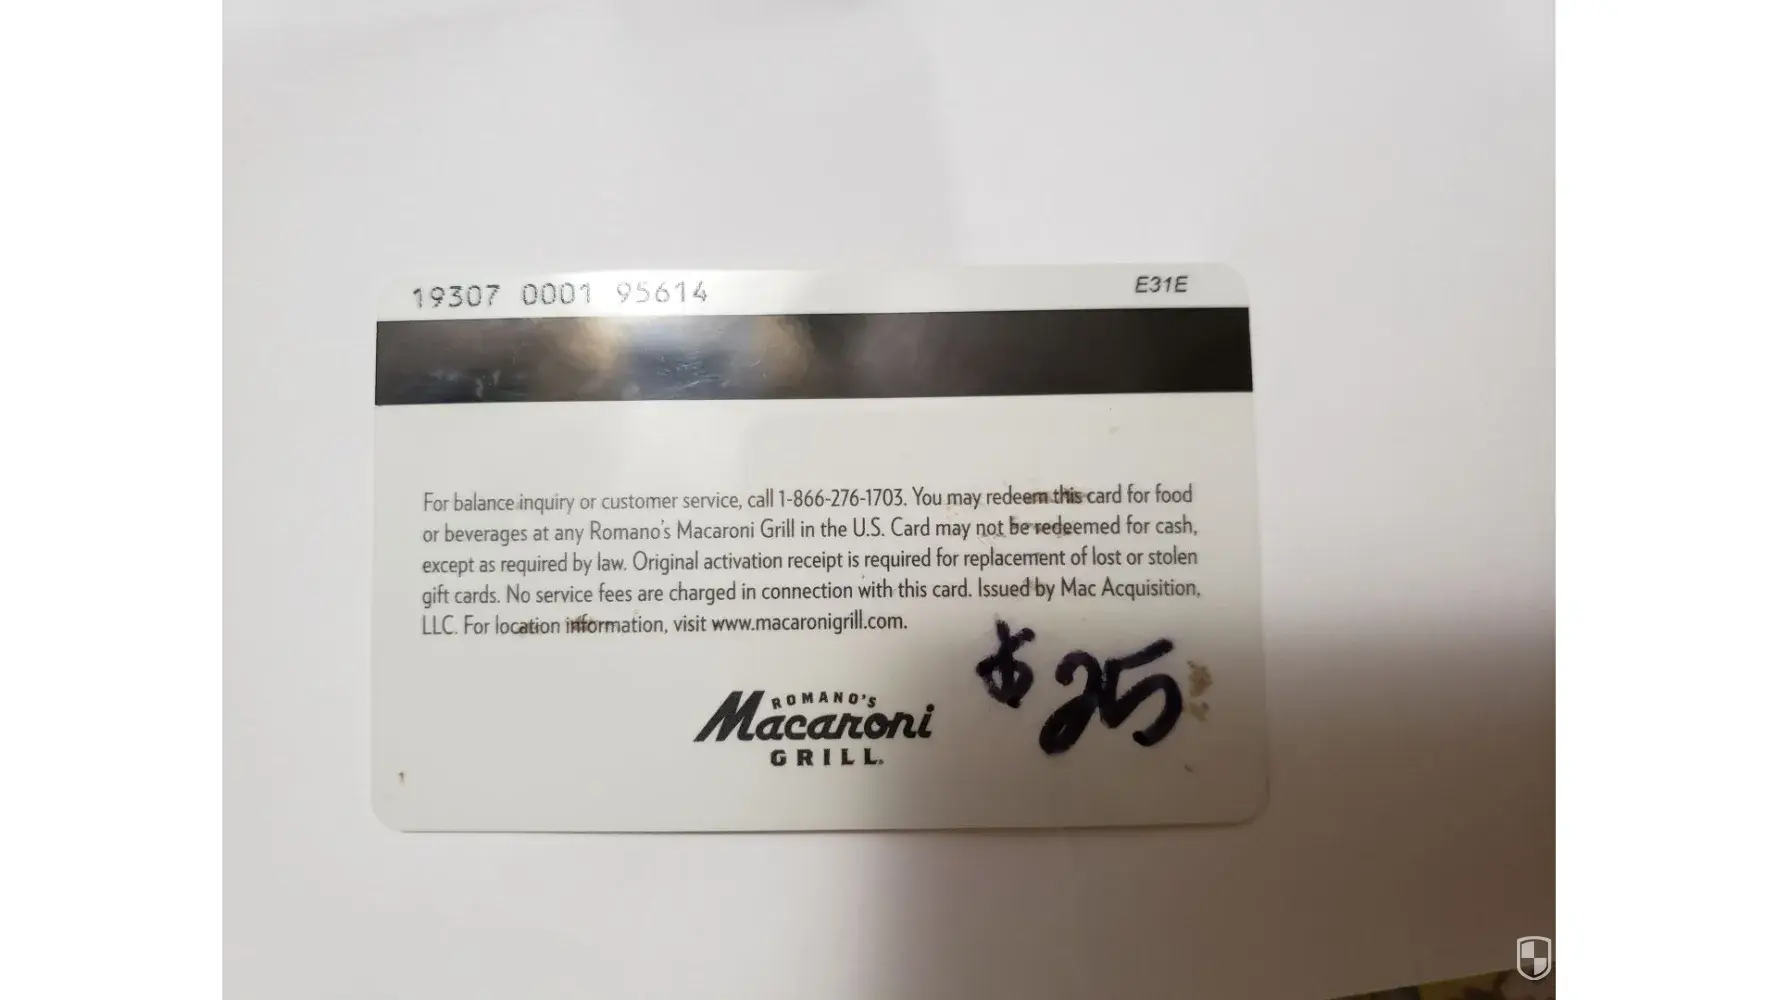 19307 0001 95614
E31E
For balance inquiry or customer service, call 1-866-276-1703. You may redeem this card for food
or beverages at any Romano's Macaroni Grill in the U.S. Card may not be redeemed for cash,
except as required by law. Original activation receipt is required for replacement of lost or stolen
gift cards. No service fees are charged in connection with this card. Issued by Mac Acquisition,
LLC. For location information, visit www.macaronigrill.com.
$25
ROMANO'S
Macaroni
GRILL.
1